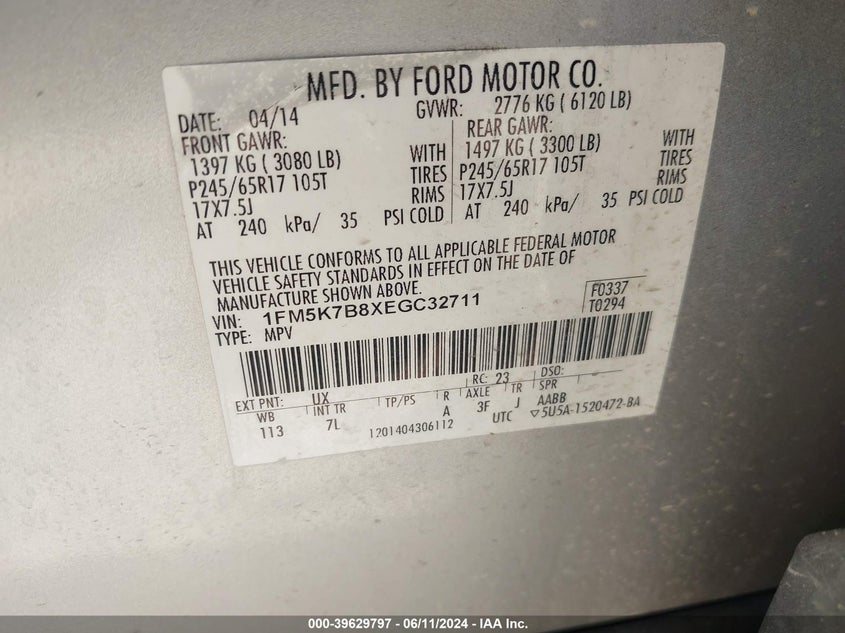 MFD. BY FORD MOTOR CO.
DATE: 04/14
GVWR: 2776 KG ( 6120 LB)
FRONT GAWR:
1397 KG ( 3080 LB) WITH
P245/65R17 105T TIRES
17X7.5J RIMS
AT 240 kPa/ 35 PSI COLD
REAR GAWR:
1497 KG ( 3300 LB) WITH
P245/65R17 105T TIRES
17X7.5J RIMS
AT 240 kPa/ 35 PSI COLD
THIS VEHICLE CONFORMS TO ALL APPLICABLE FEDERAL MOTOR
VEHICLE SAFETY STANDARDS IN EFFECT ON THE DATE OF
MANUFACTURE SHOWN ABOVE.
VIN: 1FM5K7B8XEGC32711
TYPE: MPV
F0337
T0294
EXT PNT: UX RC: 23 DSO:
WB INT TR TP/PS R AXLE TR SPR
113 7L A 3F J AABB
1201404306112 UTC ▽5U5A-1520472-BA
000-39629797 - 06/11/2024 - IAA Inc.